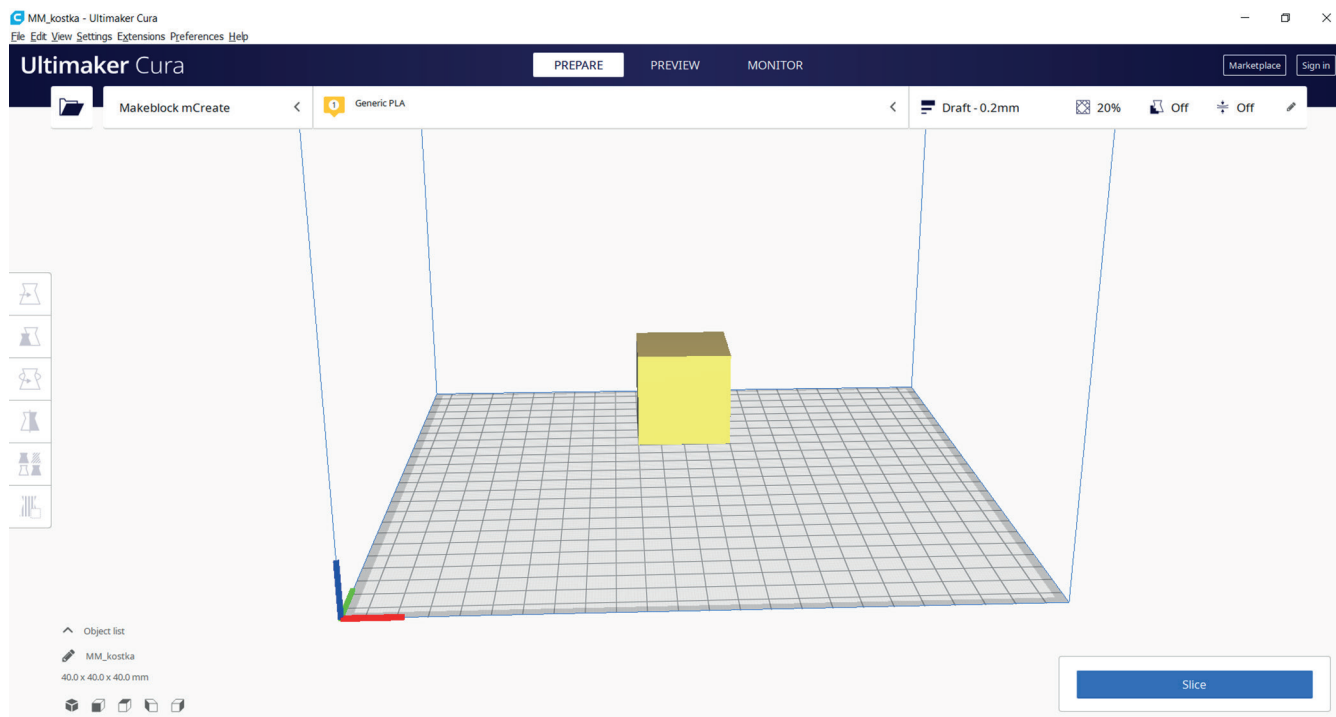 MM_kostka - Ultimaker Cura
File Edit View Settings Extensions Preferences Help
Ultimaker Cura
PREPARE
PREVIEW
MONITOR
Marketplace
Sign in
Makeblock mCreate
1
Generic PLA
Draft - 0.2mm
20%
Off
Off
Object list
MM_kostka
40.0 x 40.0 x 40.0 mm
Slice